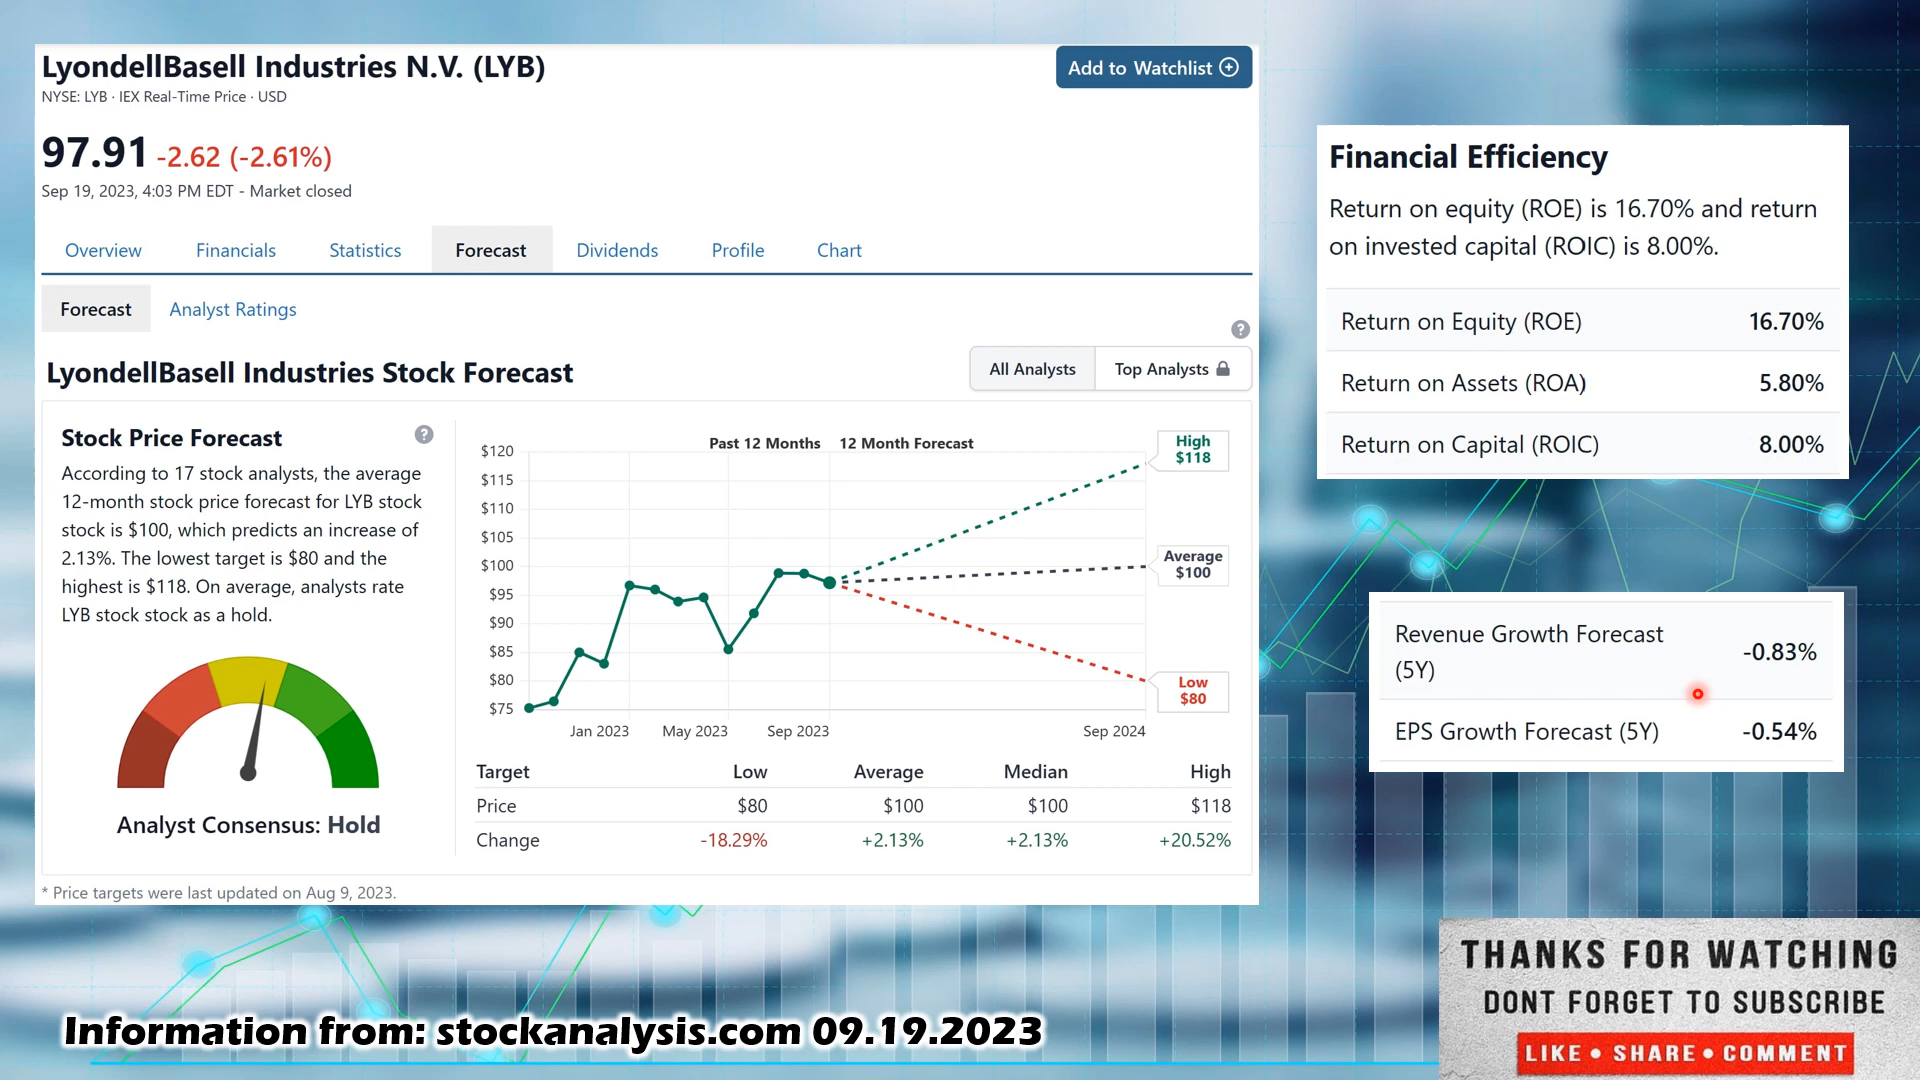 LyondellBasell Industries N.V. (LYB)
Add to Watchlist
NYSE: LYB · IEX Real-Time Price · USD
97.91 -2.62 (-2.61%)
Sep 19, 2023, 4:03 PM EDT - Market closed
Overview Financials Statistics Forecast Dividends Profile Chart
Forecast Analyst Ratings
?
LyondellBasell Industries Stock Forecast
All Analysts Top Analysts
Stock Price Forecast ?
According to 17 stock analysts, the average
12-month stock price forecast for LYB stock
stock is $100, which predicts an increase of
2.13%. The lowest target is $80 and the
highest is $118. On average, analysts rate
LYB stock stock as a hold.
Analyst Consensus: Hold
Past 12 Months 12 Month Forecast
$120
$115
$110
$105
$100
$95
$90
$85
$80
$75
High
$118
Average
$100
Low
$80
Jan 2023 May 2023 Sep 2023 Sep 2024
Target Low Average Median High
Price $80 $100 $100 $118
Change -18.29% +2.13% +2.13% +20.52%
* Price targets were last updated on Aug 9, 2023.
Financial Efficiency
Return on equity (ROE) is 16.70% and return
on invested capital (ROIC) is 8.00%.
Return on Equity (ROE) 16.70%
Return on Assets (ROA) 5.80%
Return on Capital (ROIC) 8.00%
Revenue Growth Forecast
(5Y) -0.83%
EPS Growth Forecast (5Y) -0.54%
Information from: stockanalysis.com 09.19.2023
THANKS FOR WATCHING
DONT FORGET TO SUBSCRIBE
LIKE • SHARE • COMMENT